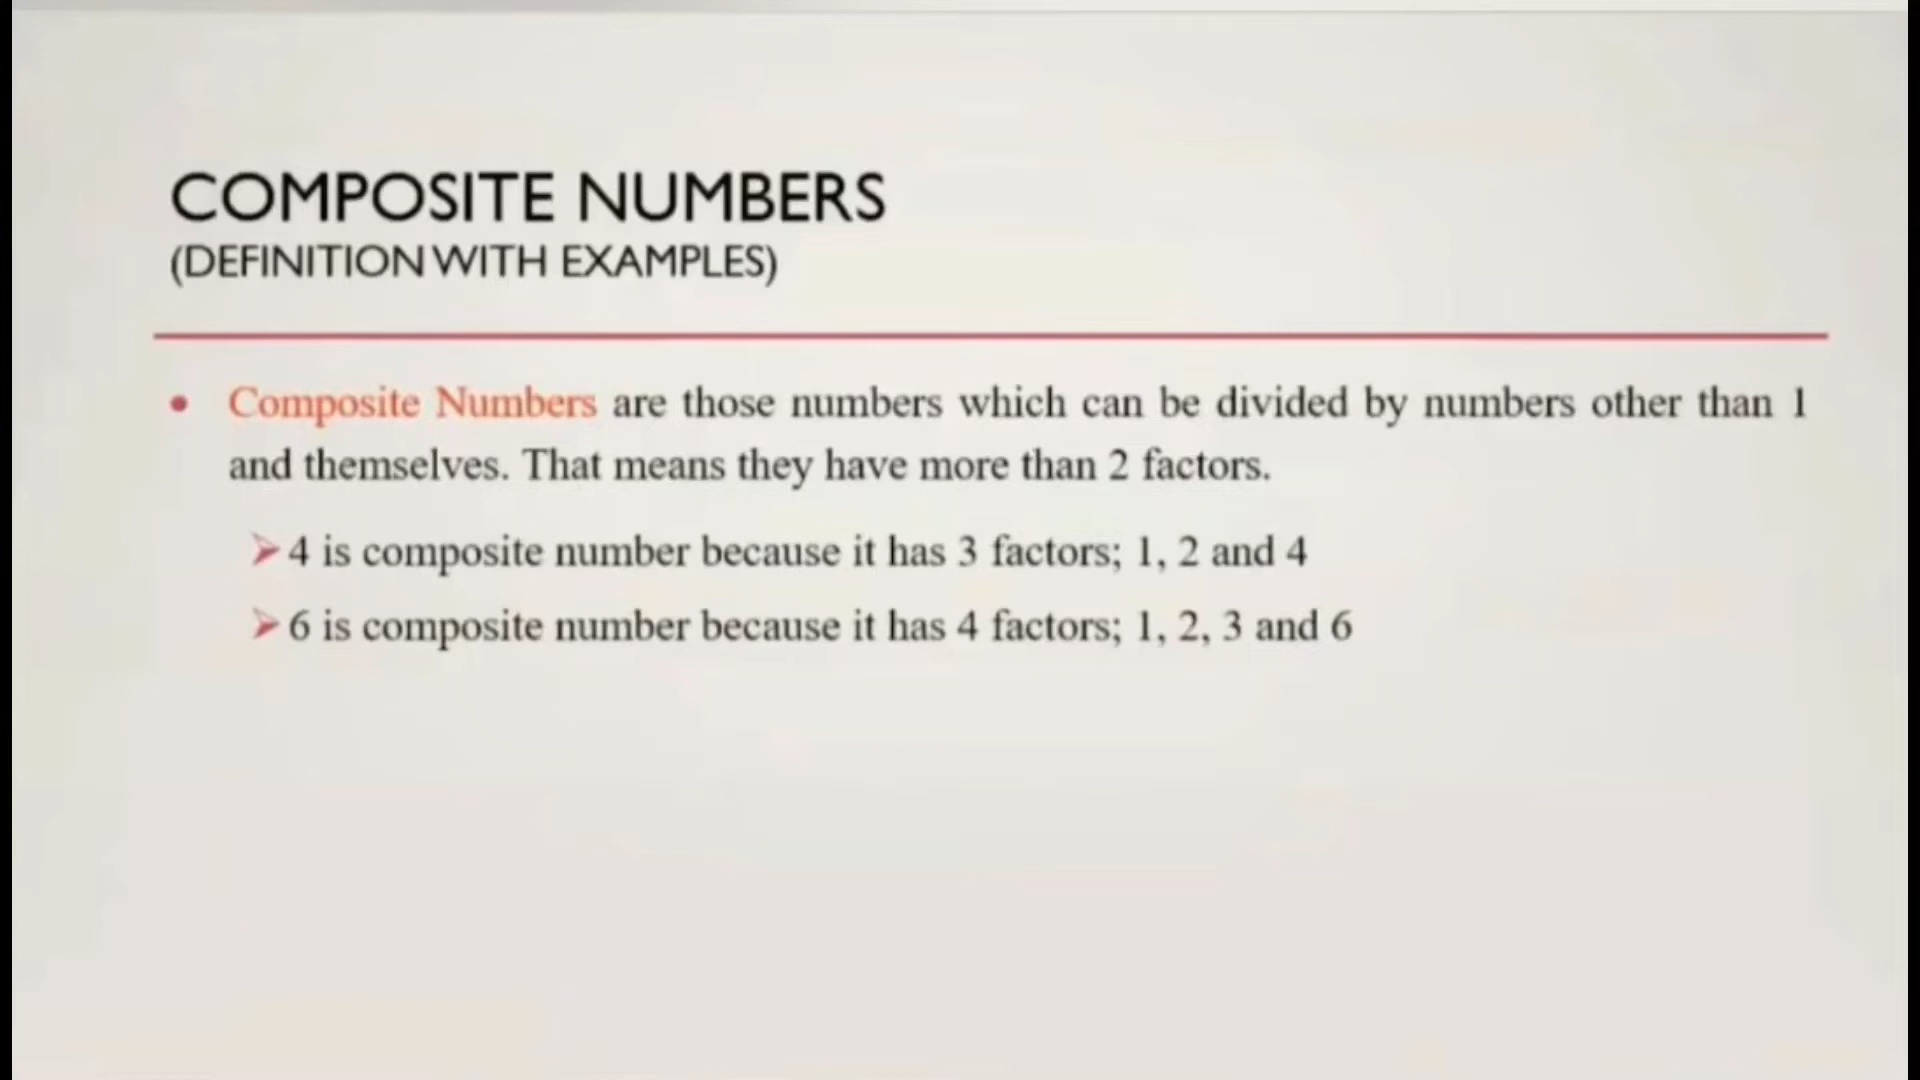 COMPOSITE NUMBERS
(DEFINITION WITH EXAMPLES)
• Composite Numbers are those numbers which can be divided by numbers other than 1
and themselves. That means they have more than 2 factors.
➢4 is composite number because it has 3 factors; 1, 2 and 4
➢6 is composite number because it has 4 factors; 1, 2, 3 and 6